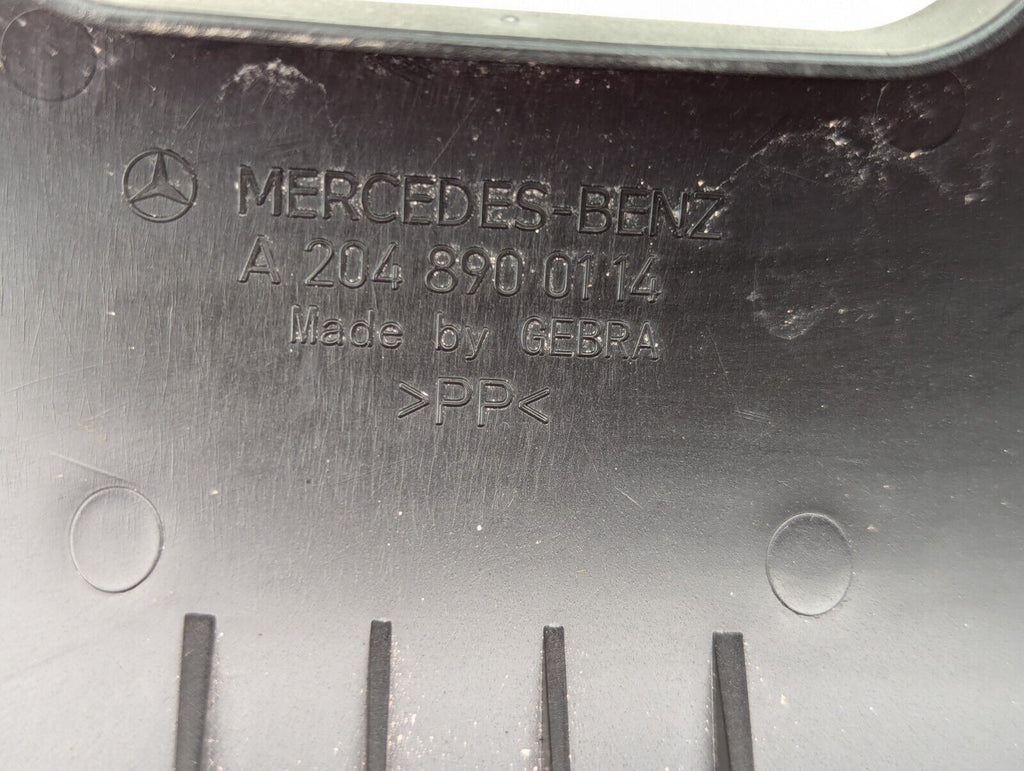 MERCEDES-BENZ
A 204 890 01 14
Made by GEBRA
>PP<